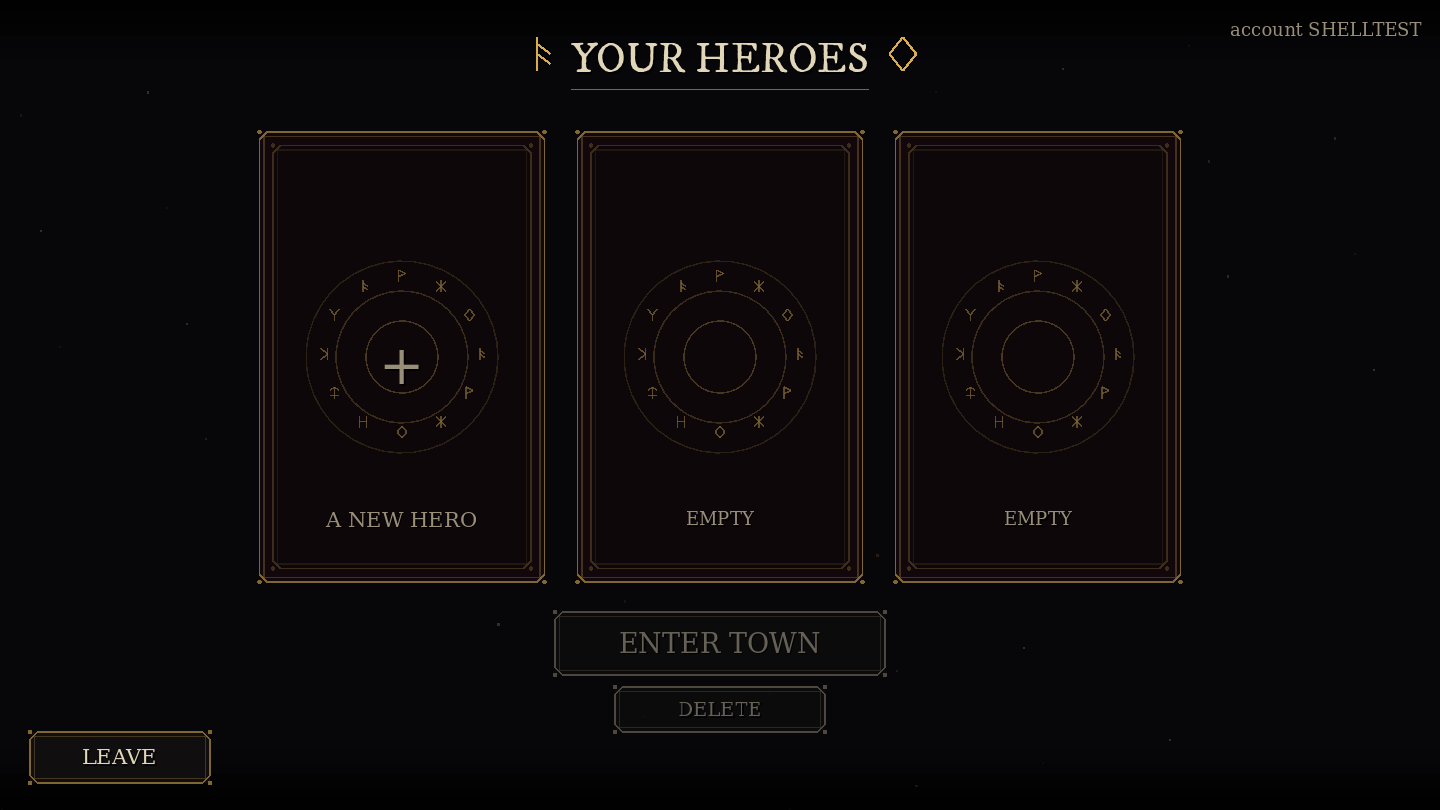 account SHELLTEST
YOUR HEROES
A NEW HERO
EMPTY
EMPTY
ENTER TOWN
DELETE
LEAVE